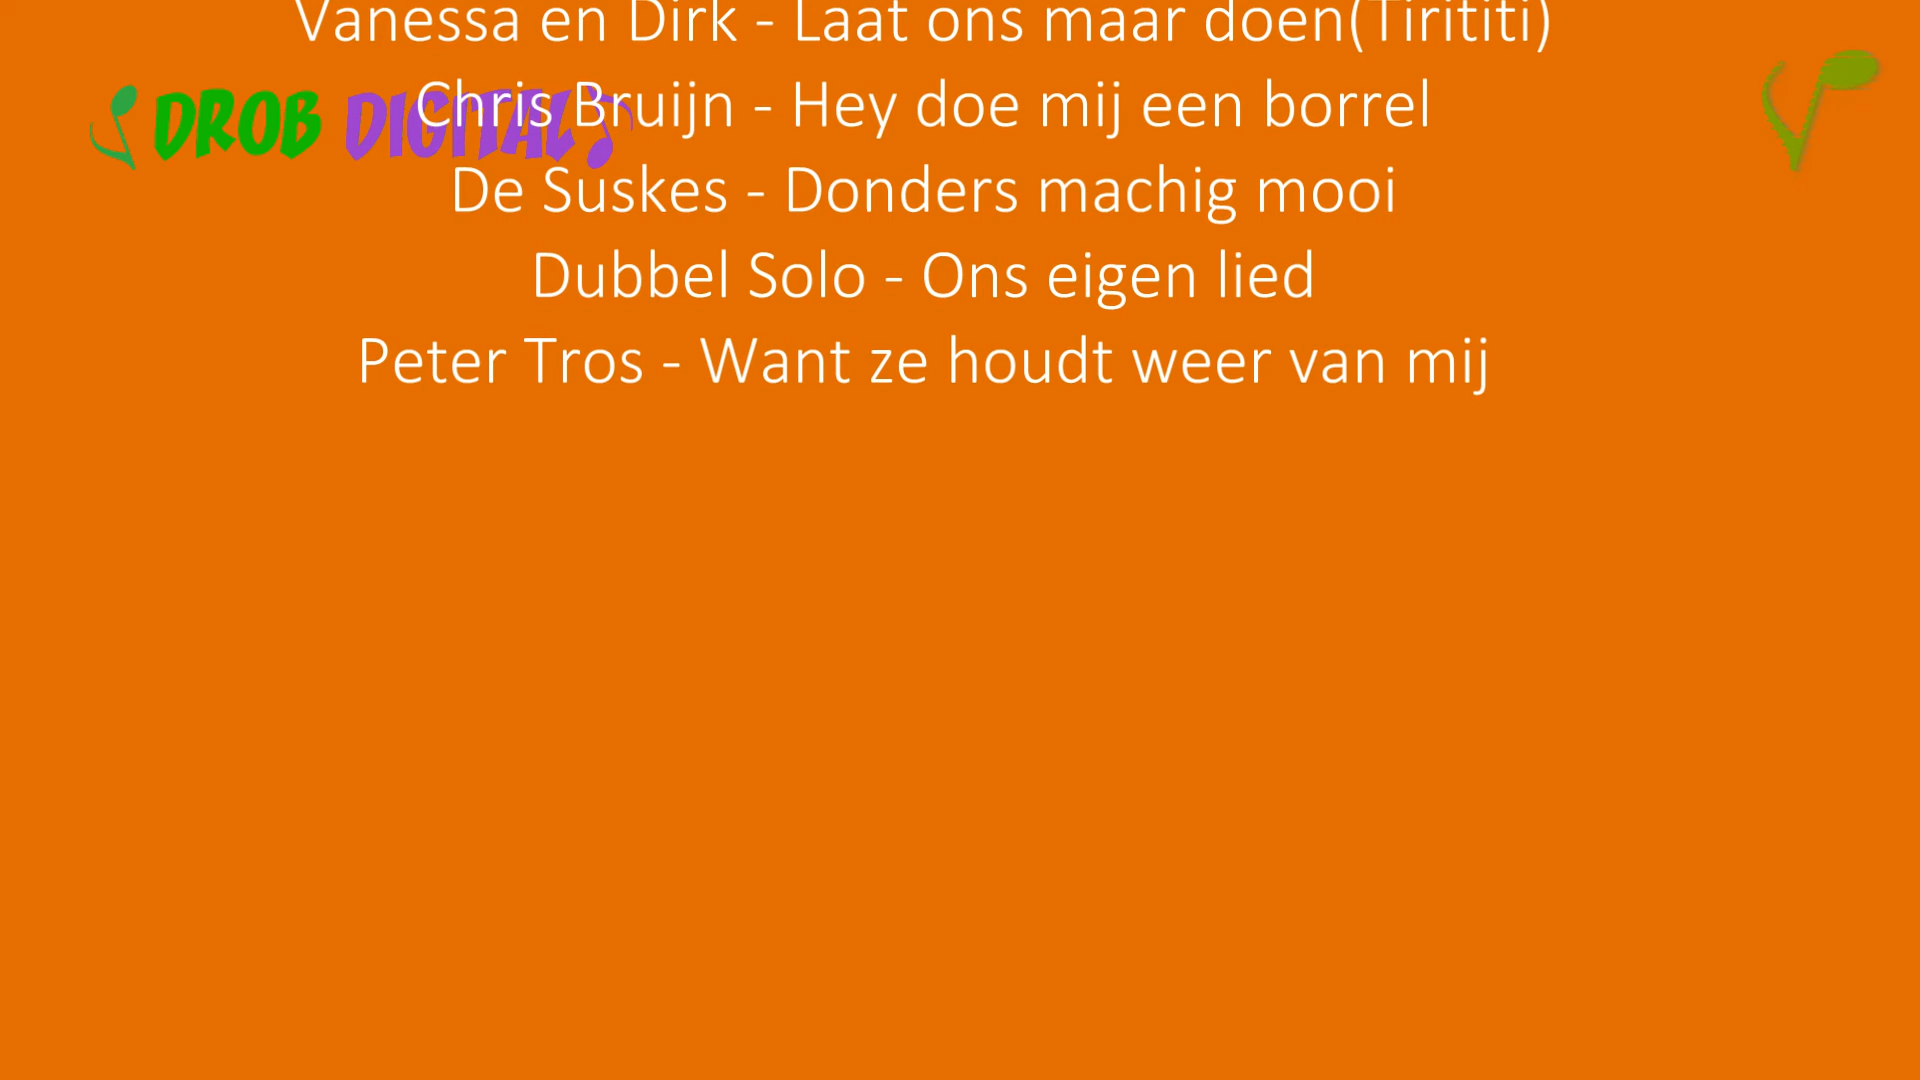 Vanessa en Dirk - Laat ons maar doen(Tirititi)
DROB DIGITAL
Chris Bruijn - Hey doe mij een borrel
De Suskes - Donders machig mooi
Dubbel Solo - Ons eigen lied
Peter Tros - Want ze houdt weer van mij